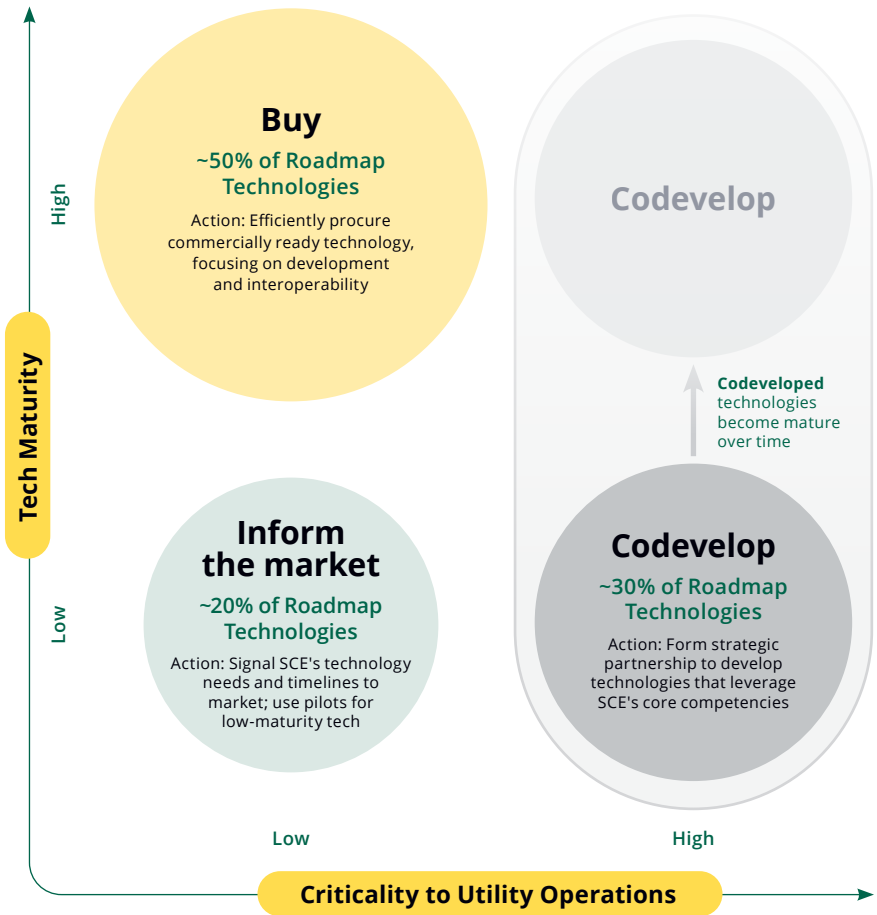 Tech Maturity
High
Low
Buy
~50% of Roadmap
Technologies
Action: Efficiently procure
commercially ready technology,
focusing on development
and interoperability
Codevelop
Codeveloped
technologies
become mature
over time
Inform
the market
~20% of Roadmap
Technologies
Action: Signal SCE's technology
needs and timelines to
market; use pilots for
low-maturity tech
Codevelop
~30% of Roadmap
Technologies
Action: Form strategic
partnership to develop
technologies that leverage
SCE's core competencies
Low
High
Criticality to Utility Operations